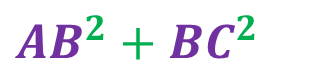 AB² + BC²